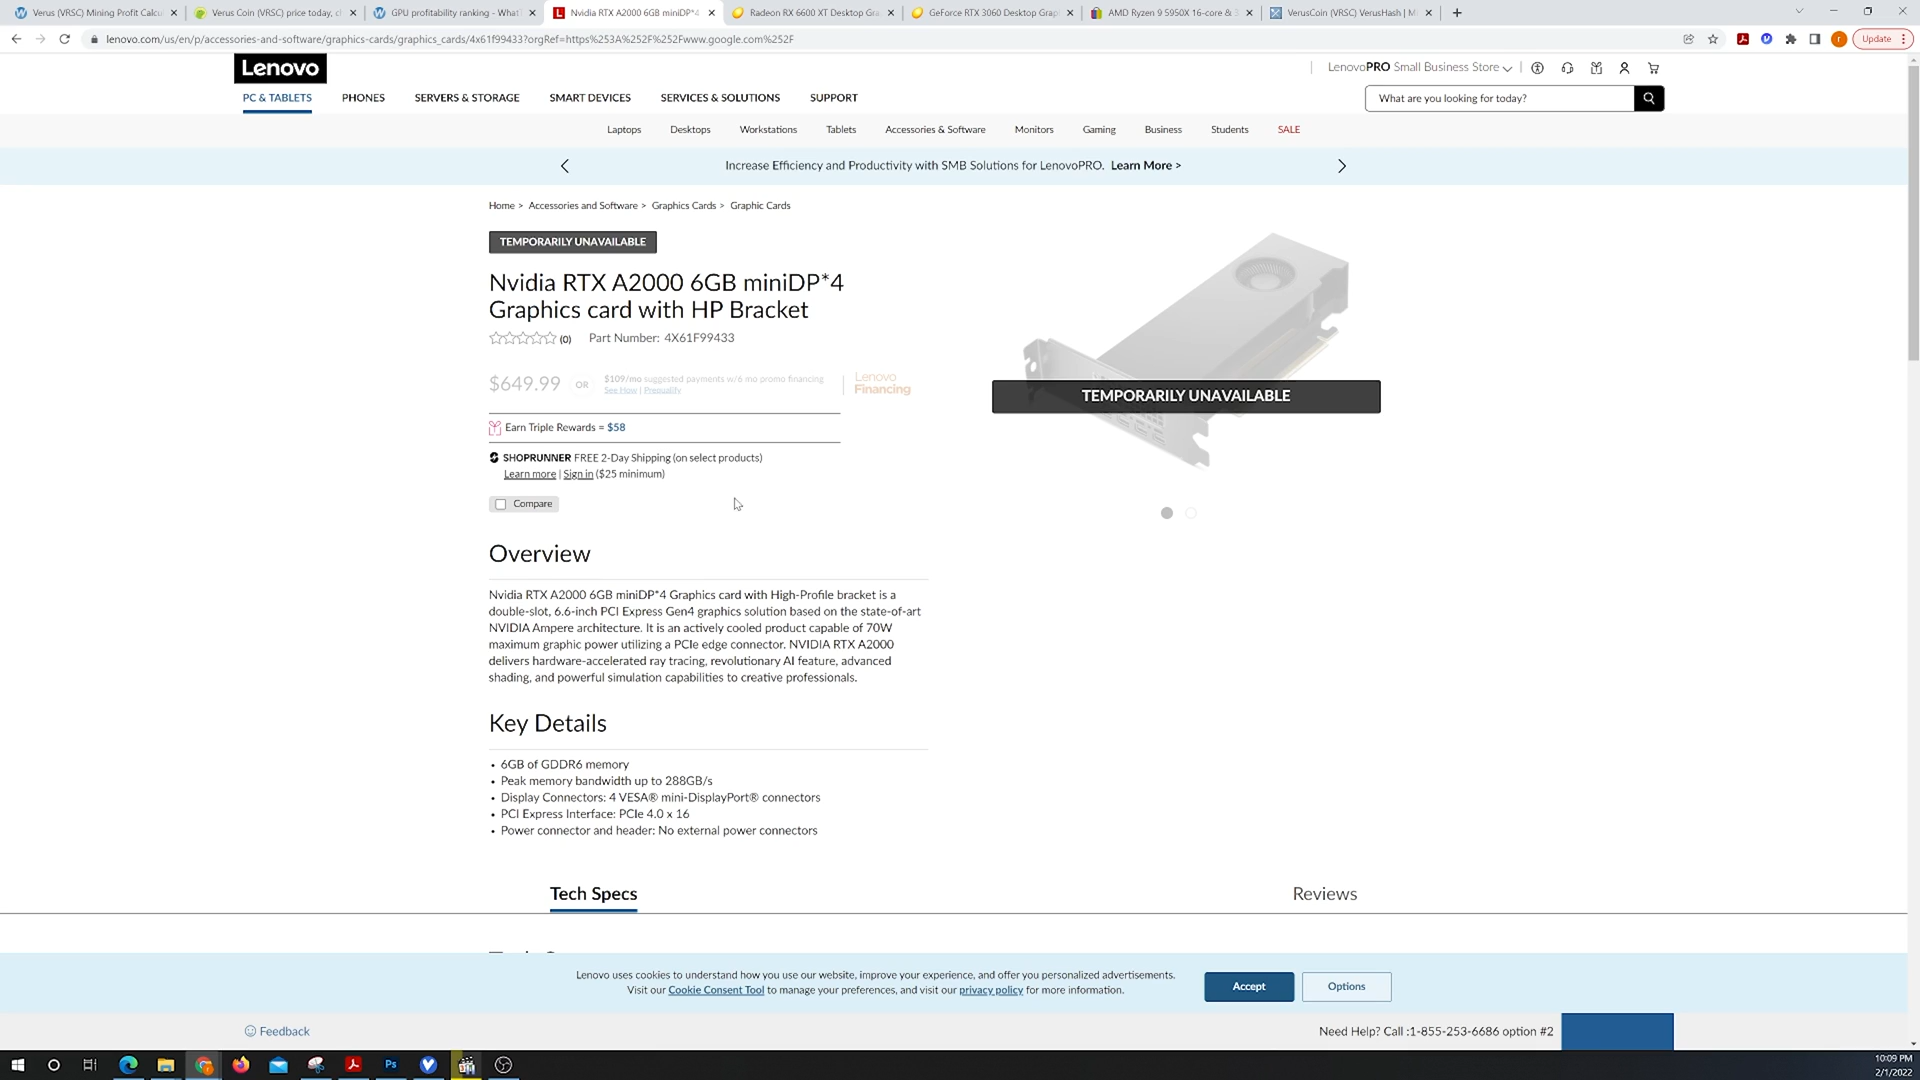 Verus (VRSC) Mining Profit Calcu
Verus Coin (VRSC) price today, c
GPU profitability ranking - What
Nvidia RTX A2000 6GB miniDP*4
Radeon RX 6600 XT Desktop Gra
GeForce RTX 3060 Desktop Grap
AMD Ryzen 9 5950X 16-core & 3
VerusCoin (VRSC) VerusHash | M
lenovo.com/us/en/p/accessories-and-software/graphics-cards/graphics_cards/4x61f99433?orgRef=https%253A%252F%252Fwww.google.com%252F
Update
Lenovo
LenovoPRO Small Business Store
PC & TABLETS
PHONES
SERVERS & STORAGE
SMART DEVICES
SERVICES & SOLUTIONS
SUPPORT
What are you looking for today?
Laptops
Desktops
Workstations
Tablets
Accessories & Software
Monitors
Gaming
Business
Students
SALE
Increase Efficiency and Productivity with SMB Solutions for LenovoPRO. Learn More >
Home > Accessories and Software > Graphics Cards > Graphic Cards
TEMPORARILY UNAVAILABLE
Nvidia RTX A2000 6GB miniDP*4
Graphics card with HP Bracket
(0) Part Number: 4X61F99433
$649.99 OR $109/mo suggested payments w/6 mo promo financing
See How | Prequalify
Lenovo
Financing
TEMPORARILY UNAVAILABLE
Earn Triple Rewards = $58
SHOPRUNNER FREE 2-Day Shipping (on select products)
Learn more | Sign in ($25 minimum)
Compare
Overview
Nvidia RTX A2000 6GB miniDP*4 Graphics card with High-Profile bracket is a
double-slot, 6.6-inch PCI Express Gen4 graphics solution based on the state-of-art
NVIDIA Ampere architecture. It is an actively cooled product capable of 70W
maximum graphic power utilizing a PCIe edge connector. NVIDIA RTX A2000
delivers hardware-accelerated ray tracing, revolutionary AI feature, advanced
shading, and powerful simulation capabilities to creative professionals.
Key Details
• 6GB of GDDR6 memory
• Peak memory bandwidth up to 288GB/s
• Display Connectors: 4 VESA® mini-DisplayPort® connectors
• PCI Express Interface: PCIe 4.0 x 16
• Power connector and header: No external power connectors
Tech Specs
Reviews
Lenovo uses cookies to understand how you use our website, improve your experience, and offer you personalized advertisements.
Visit our Cookie Consent Tool to manage your preferences, and visit our privacy policy for more information.
Accept
Options
Feedback
Need Help? Call :1-855-253-6686 option #2
10:09 PM
2/1/2022